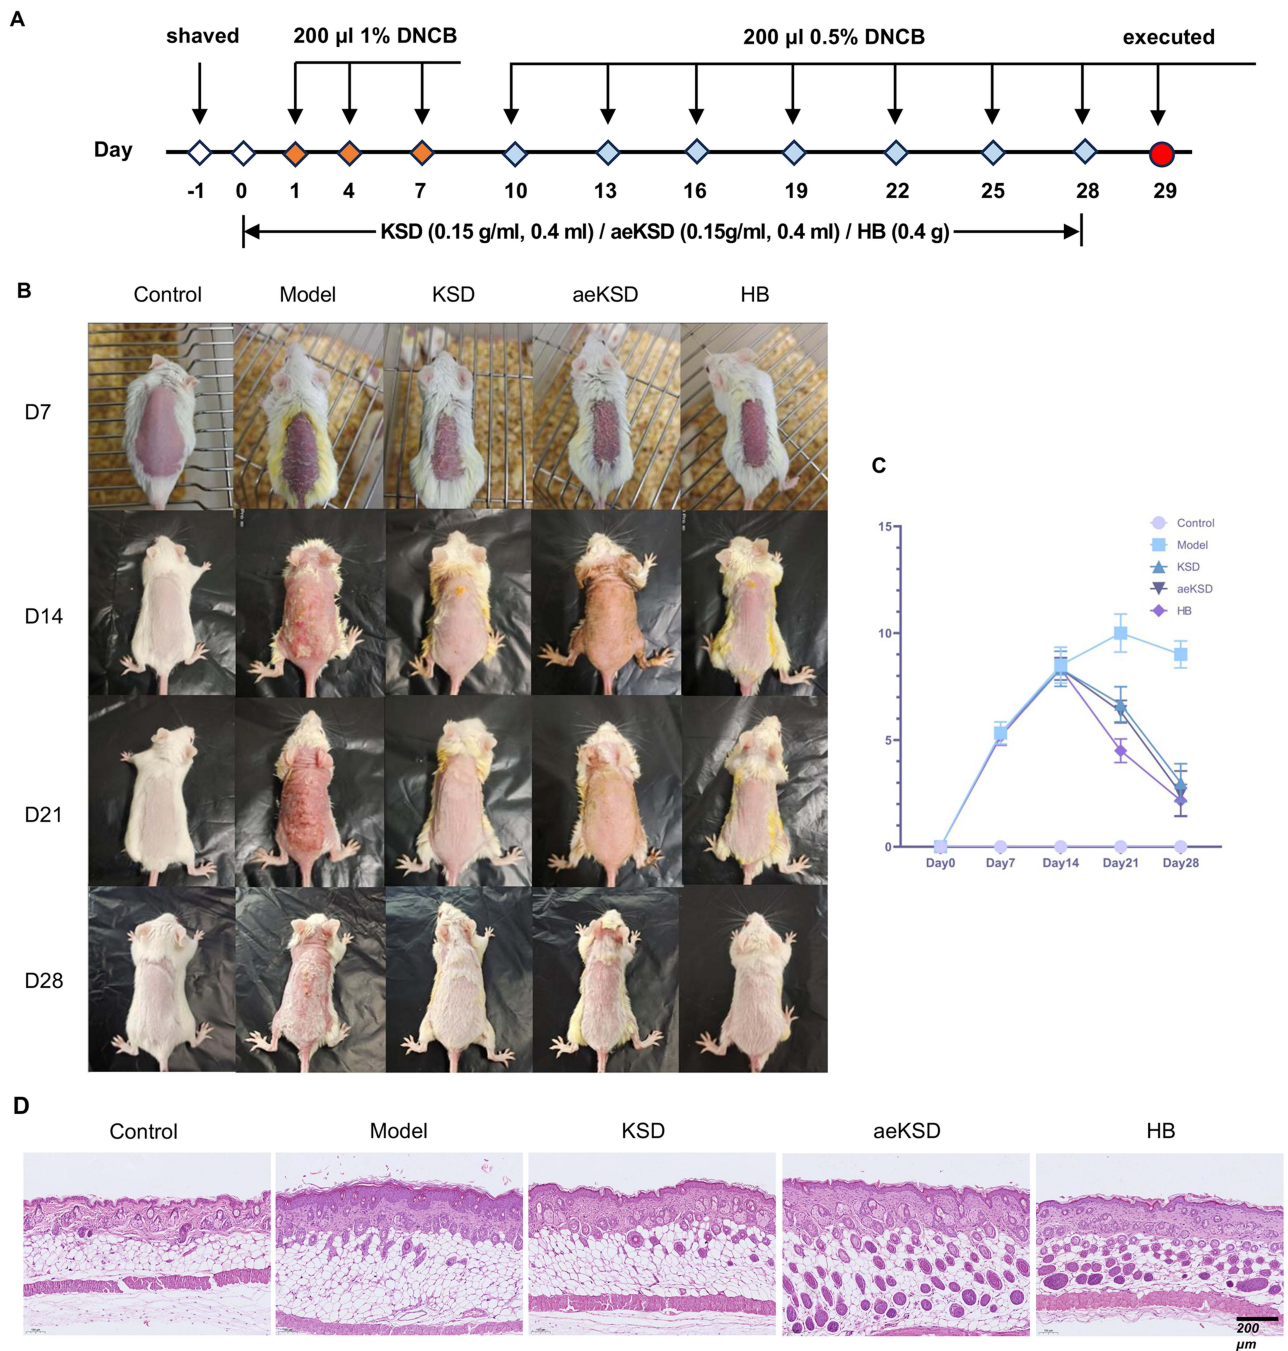 A
shaved 200 µl 1% DNCB 200 µl 0.5% DNCB executed
Day
-1 0 1 4 7 10 13 16 19 22 25 28 29
KSD (0.15 g/ml, 0.4 ml) / aeKSD (0.15g/ml, 0.4 ml) / HB (0.4 g)
B
Control Model KSD aeKSD HB
D7
D14
D21
D28
C
15
10
5
0
Day0 Day7 Day14 Day21 Day28
Control
Model
KSD
aeKSD
HB
D
Control Model KSD aeKSD HB
200
µm